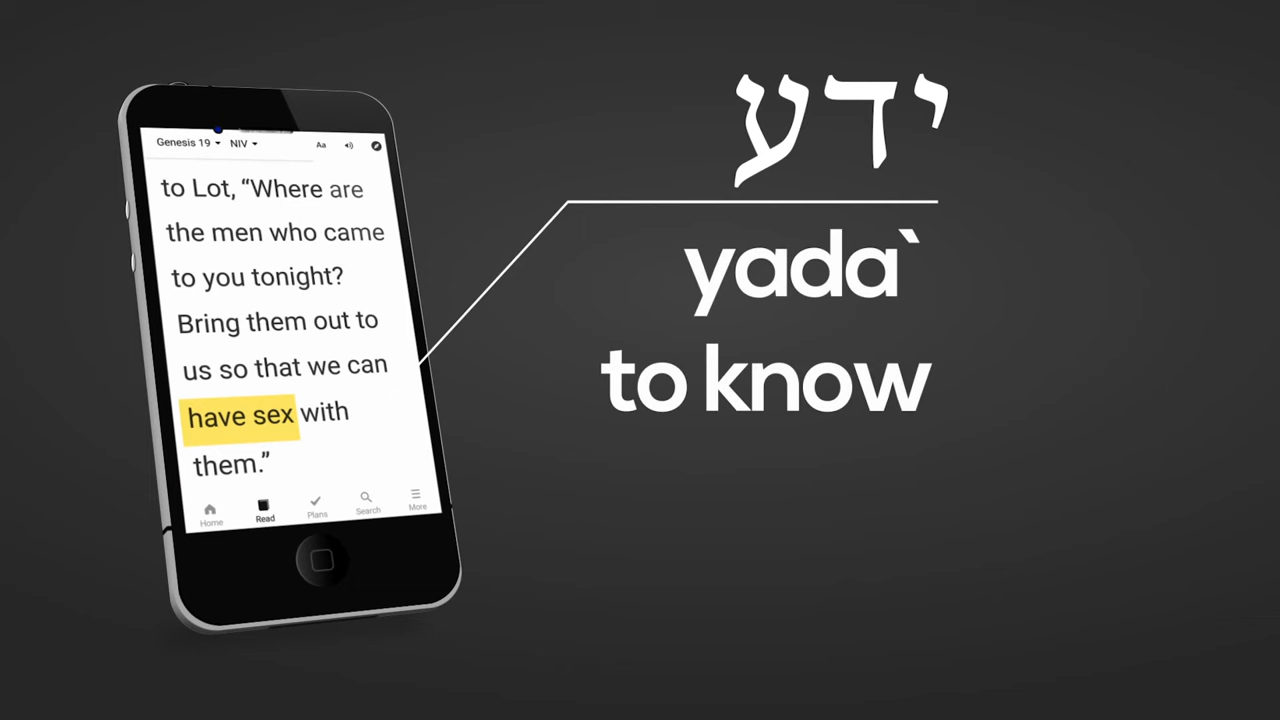 Genesis 19 NIV Aa
to Lot, “Where are
the men who came
to you tonight?
Bring them out to
us so that we can
have sex with
them.”
Home Read Plans Search More
ידע
yada`
to know